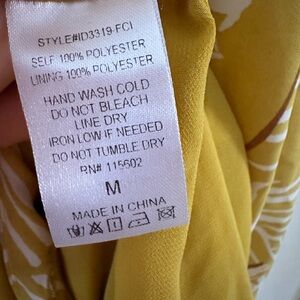 STYLE#ID3319-FCI
SELF 100% POLYESTER
LINING 100% POLYESTER
HAND WASH COLD
DO NOT BLEACH
LINE DRY
IRON LOW IF NEEDED
DO NOT TUMBLE DRY
RN# 115602
M
MADE IN CHINA